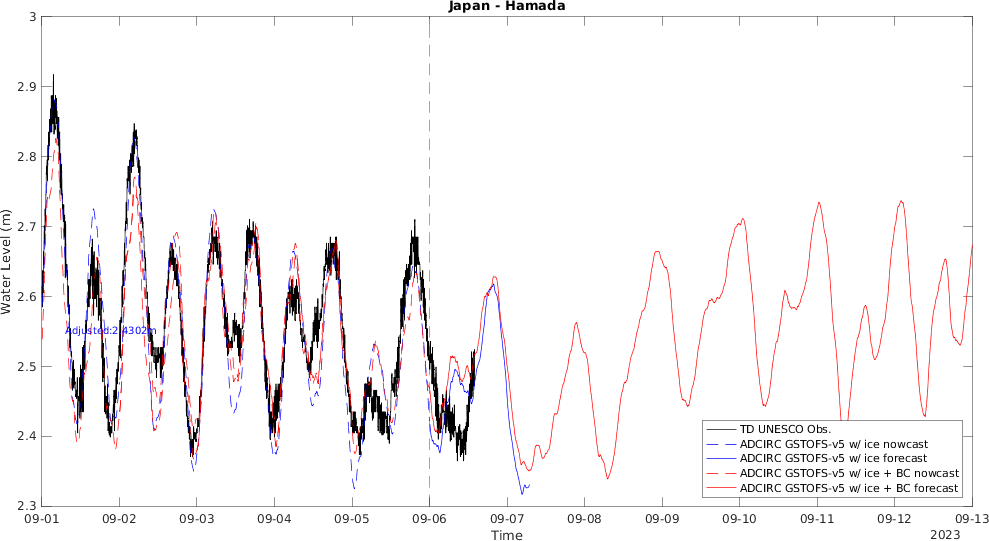 Japan - Hamada
3
2.9
2.8
2.7
2.6
2.5
2.4
2.3
Water Level (m)
Adjusted:2.4302m
TD UNESCO Obs.
ADCIRC GSTOFS-v5 w/ ice nowcast
ADCIRC GSTOFS-v5 w/ ice forecast
ADCIRC GSTOFS-v5 w/ ice + BC nowcast
ADCIRC GSTOFS-v5 w/ ice + BC forecast
09-01 09-02 09-03 09-04 09-05 09-06 09-07 09-08 09-09 09-10 09-11 09-12 09-13
Time
2023